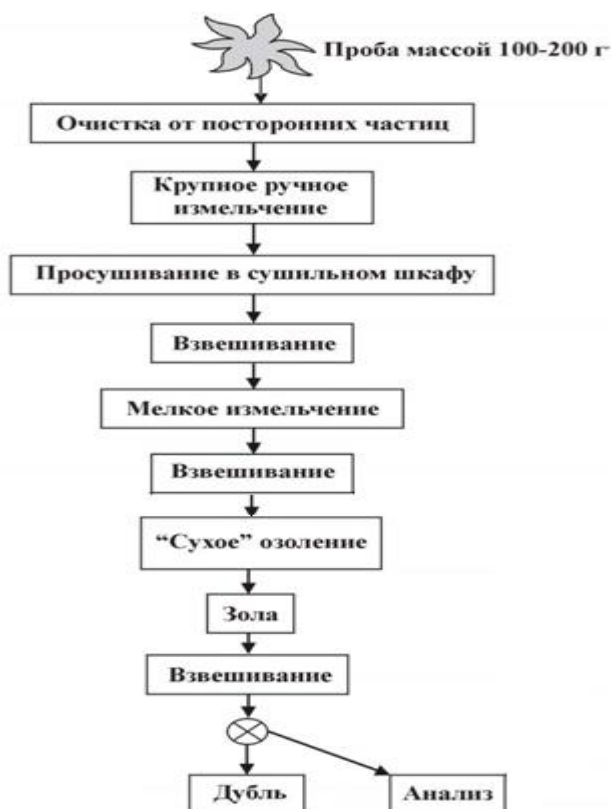 Проба массой 100-200 г
Очистка от посторонних частиц
Крупное ручное
измельчение
Просушивание в сушильном шкафу
Взвешивание
Мелкое измельчение
Взвешивание
“Сухое” озоление
Зола
Взвешивание
Дубль
Анализ